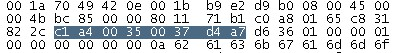 00 1a 70 49 42 0e 00 1b b9 e2 d9 b0 08 00 45 00
4b bc 85 00 00 80 11 71 b1 c0 a8 01 65 c8 31
82 2c c1 a4 00 35 00 37 d4 a7 d6 36 01 00 00 01
00 00 00 00 00 00 0a 62 61 63 6b 67 61 6d 6d 6f